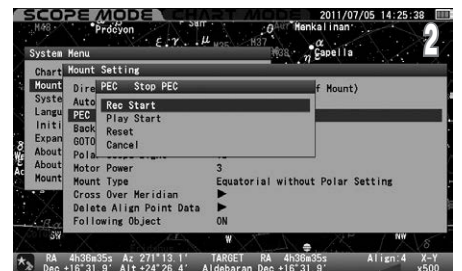 SCOPE MODE CHART MODE 2011/07/05 14:25:38
Procyon Menkalinan
ε.γ. μ H37 α
H38 η Capella
2
System Menu
Chart
Mount
Syste
Langu
Initi
Expan
About
About
Mount
Mount Setting
Dire f Mount)
Auto
PEC
Back
GOTO
Motor Power 3
Mount Type Equatorial without Polar Setting
Cross Over Meridian ▶
Delete Align Point Data ▶
Following Object ON
PEC Stop PEC
Rec Start
Play Start
Reset
Cancel
SW W NW
RA 4h36m35s Az 271°13.1' TARGET RA 4h36m35s Align:4 X-Y
Dec +16°31.9' Alt +24°26.4' Aldebaran Dec +16°31.9' x500